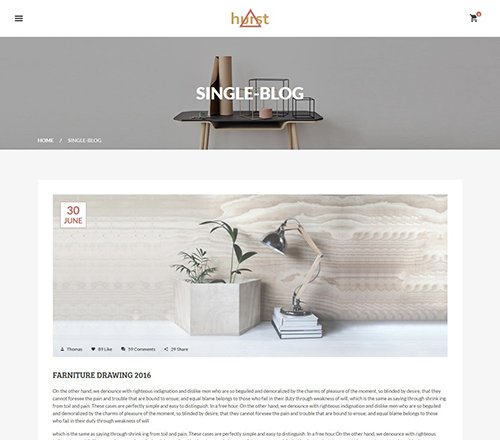 hurst
SINGLE-BLOG
HOME / SINGLE-BLOG
30
JUNE
Thomas 89 Like 59 Comments 29 Share
FARNITURE DRAWING 2016
On the other hand, we denounce with righteous indignation and dislike men who are so beguiled and demoralized by the charms of pleasure of the moment, so blinded by desire, that they
cannot foresee the pain and trouble that are bound to ensue; and equal blame belongs to those who fail in their duty through weakness of will, which is the same as saying through shrinking
from toil and pain. These cases are perfectly simple and easy to distinguish. In a free hour. On the other hand, we denounce with righteous indignation and dislike men who are so beguiled
and demoralized by the charms of pleasure of the moment, so blinded by desire, that they cannot foresee the pain and trouble that are bound to ensue; and equal blame belongs to those
who fail in their duty through weakness of will
which is the same as saying through shrinking from toil and pain. These cases are perfectly simple and easy to distinguish. In a free hour.On the other hand, we denounce with righteous